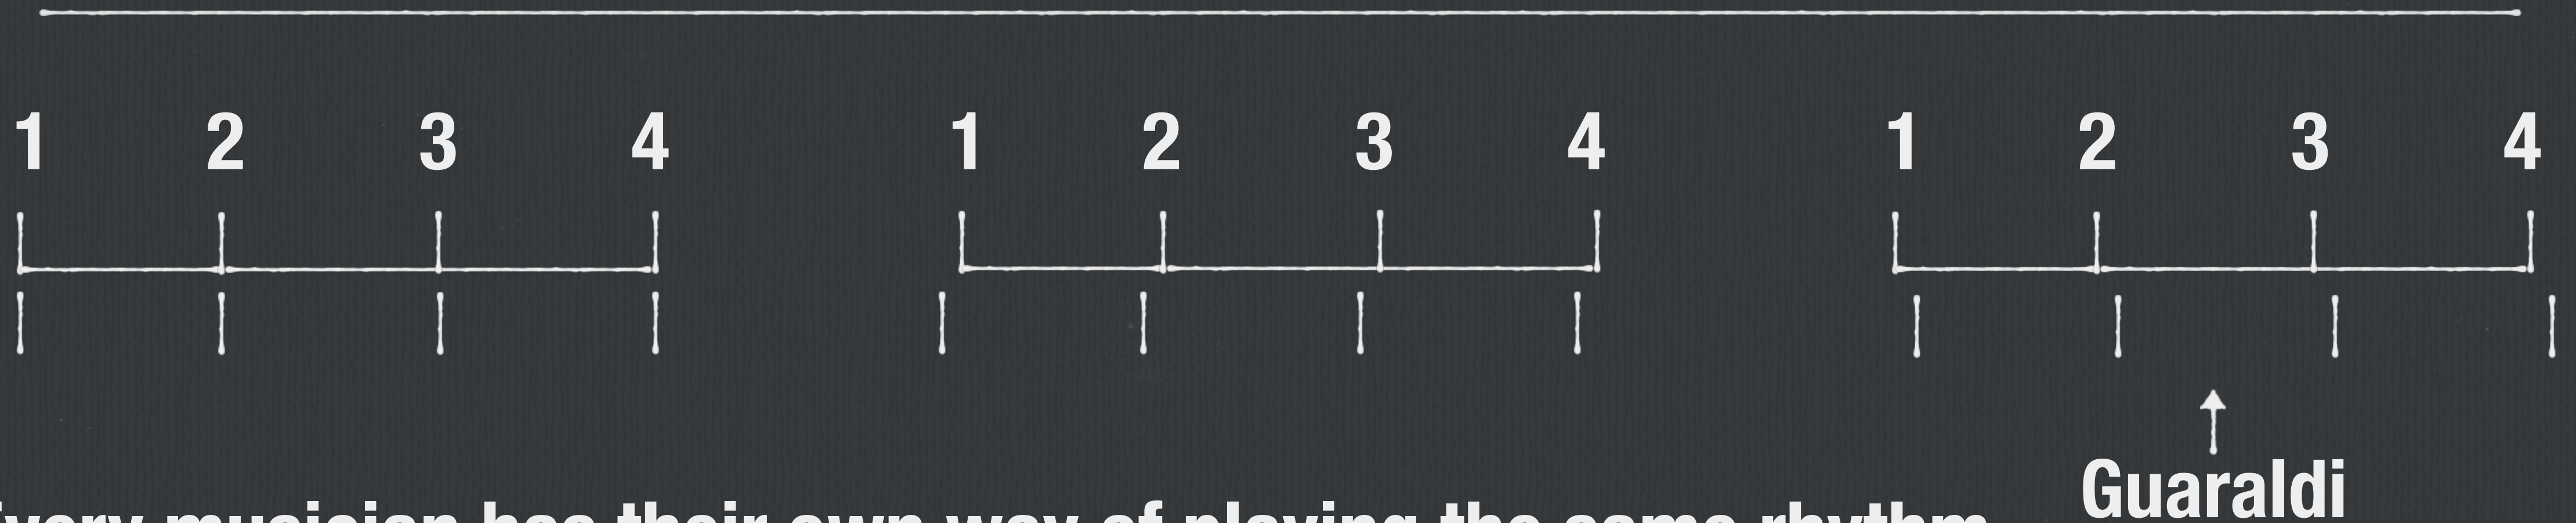 1 2 3 4 1 2 3 4 1 2 3 4
Guaraldi
every musician has their own way of playing the same rhythm